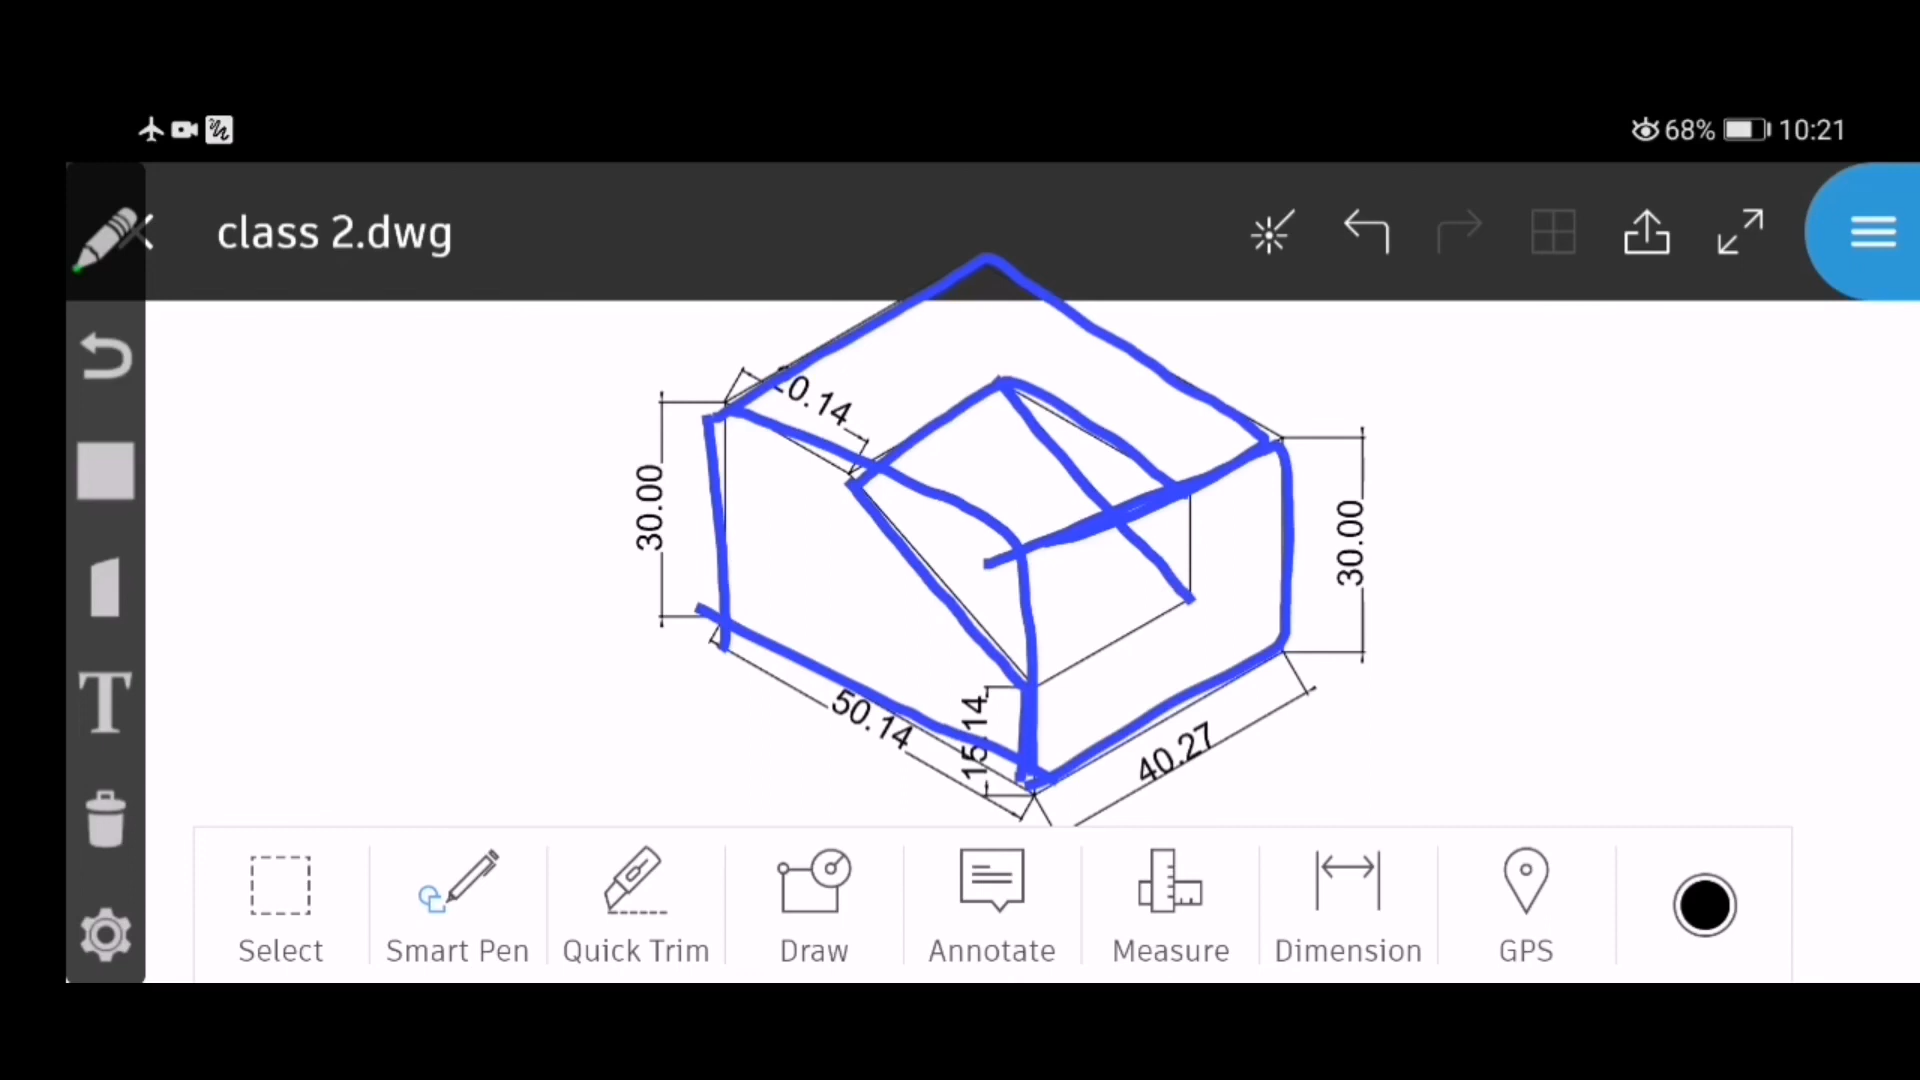 68% 10:21
class 2.dwg
T
20.14
30.00
30.00
50.14
15.14
40.27
Select Smart Pen Quick Trim Draw Annotate Measure Dimension GPS